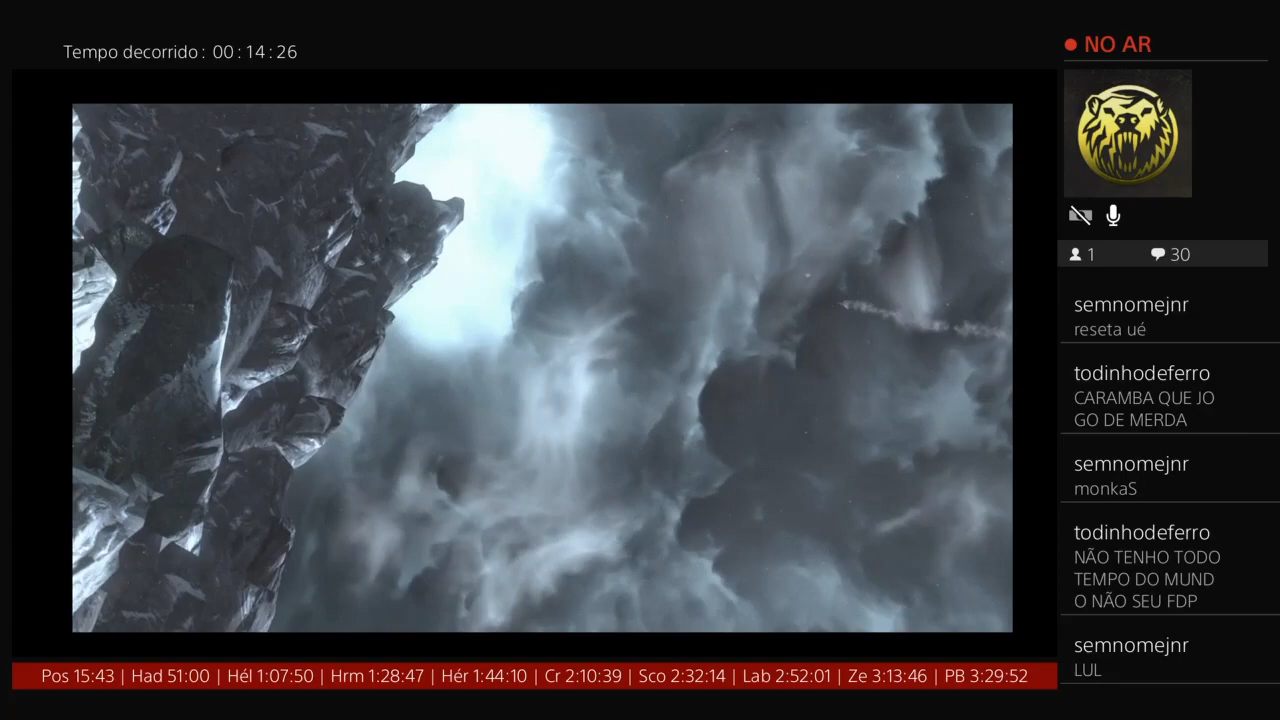 Tempo decorrido : 00 : 14 : 26
NO AR
1 30
semnomejnr
reseta ué
todinhodeferro
CARAMBA QUE JO
GO DE MERDA
semnomejnr
monkaS
todinhodeferro
NÃO TENHO TODO
TEMPO DO MUND
O NÃO SEU FDP
semnomejnr
LUL
Pos 15:43 | Had 51:00 | Hél 1:07:50 | Hrm 1:28:47 | Hér 1:44:10 | Cr 2:10:39 | Sco 2:32:14 | Lab 2:52:01 | Ze 3:13:46 | PB 3:29:52